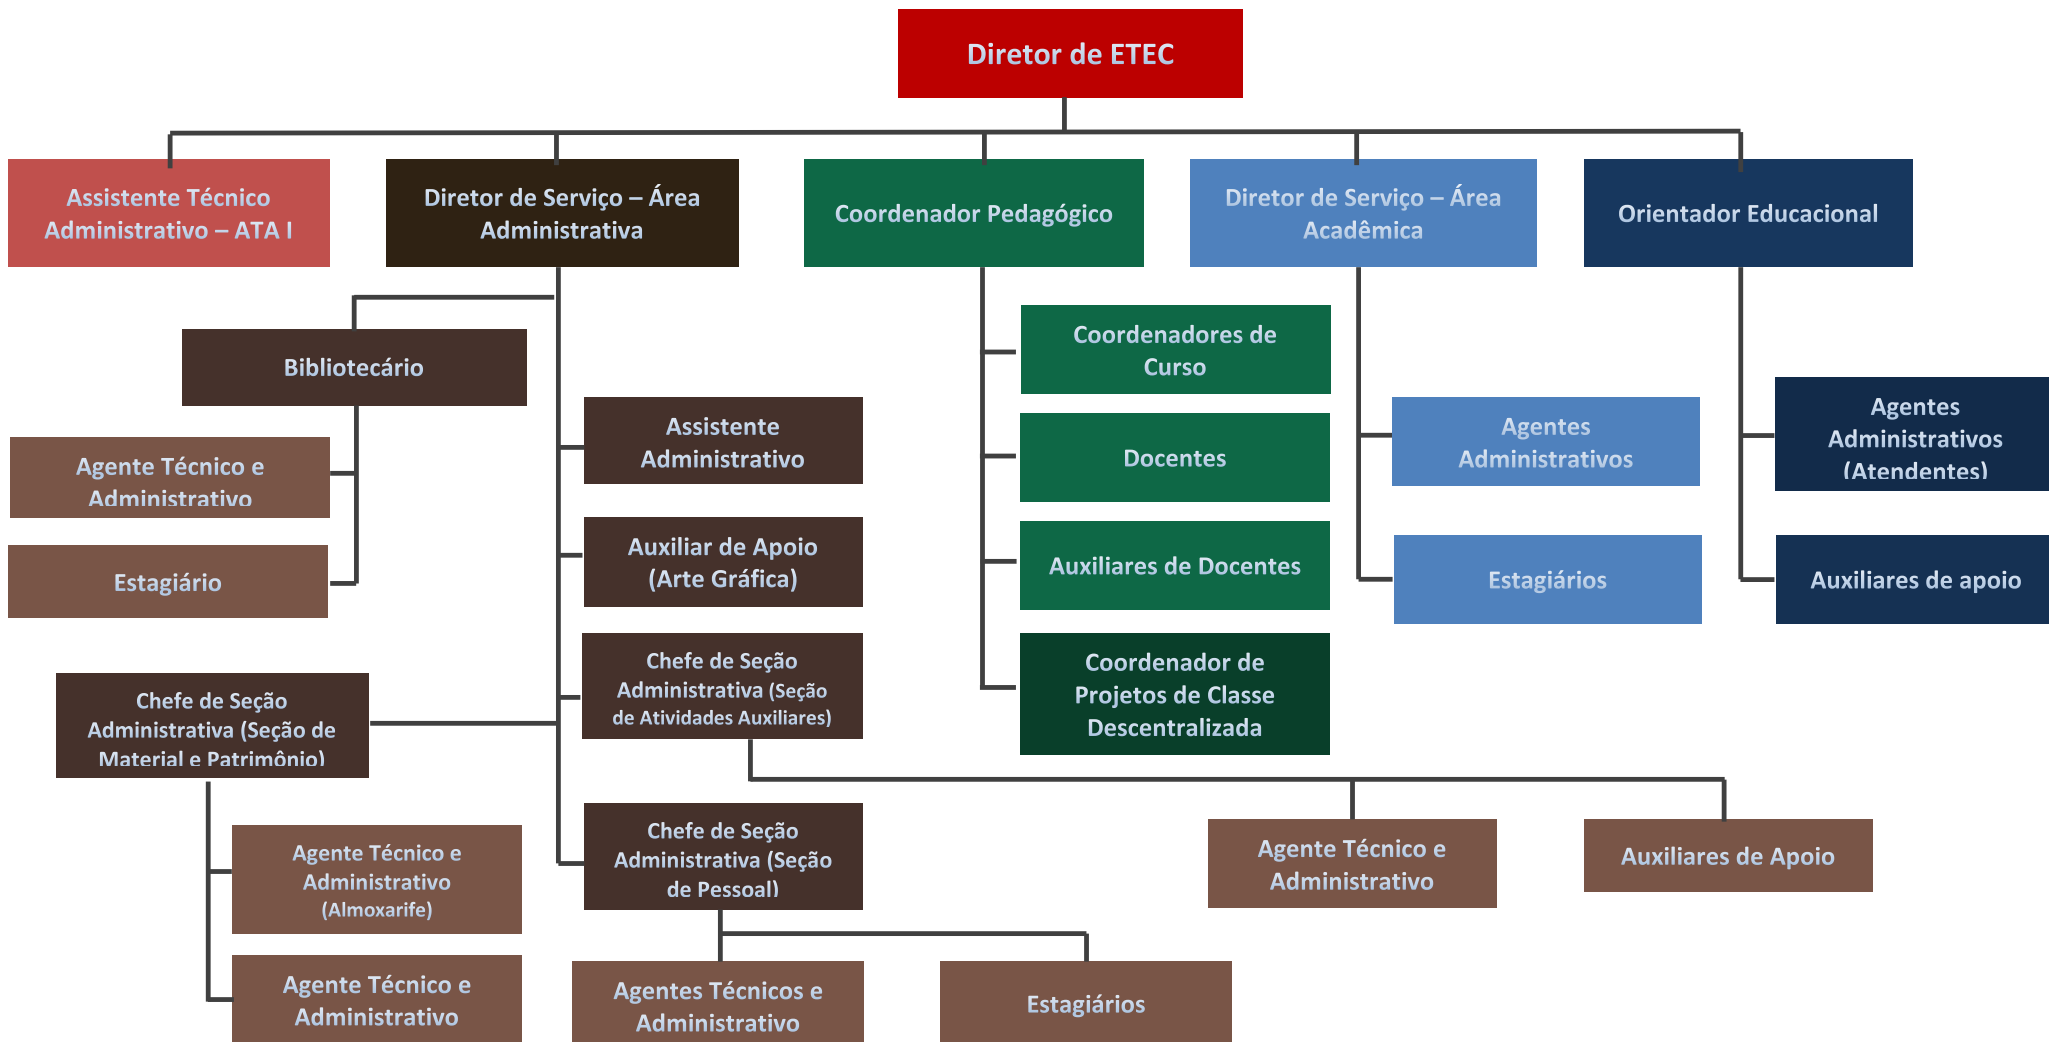 Diretor de ETEC
Assistente Técnico
Administrativo – ATA I
Diretor de Serviço – Área
Administrativa
Coordenador Pedagógico
Diretor de Serviço – Área
Acadêmica
Orientador Educacional
Bibliotecário
Agente Técnico e
Administrativo
Estagiário
Assistente
Administrativo
Auxiliar de Apoio
(Arte Gráfica)
Chefe de Seção
Administrativa (Seção
de Atividades Auxiliares)
Chefe de Seção
Administrativa (Seção de
Material e Patrimônio)
Agente Técnico e
Administrativo
(Almoxarife)
Agente Técnico e
Administrativo
Chefe de Seção
Administrativa (Seção
de Pessoal)
Agentes Técnicos e
Administrativo
Estagiários
Agente Técnico e
Administrativo
Auxiliares de Apoio
Coordenadores de
Curso
Docentes
Auxiliares de Docentes
Coordenador de
Projetos de Classe
Descentralizada
Agentes
Administrativos
Estagiários
Agentes
Administrativos
(Atendentes)
Auxiliares de apoio